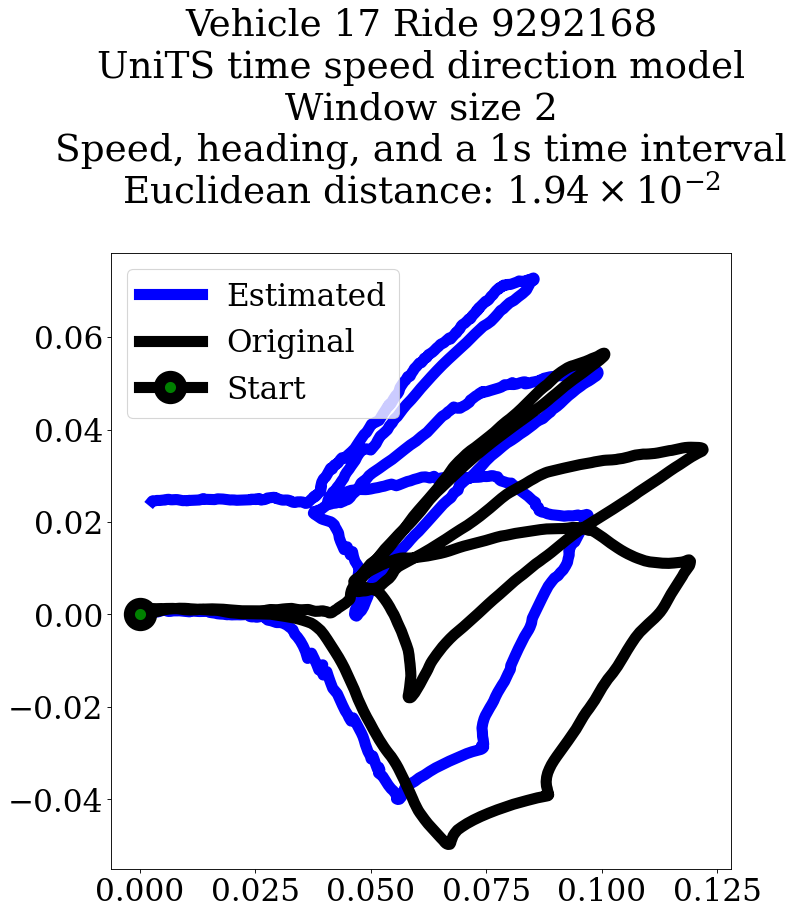 Vehicle 17 Ride 9292168
UniTS time speed direction model
Window size 2
Speed, heading, and a 1s time interval
Euclidean distance: 1.94 × 10⁻²
Estimated
Original
Start
0.06
0.04
0.02
0.00
−0.02
−0.04
0.000 0.025 0.050 0.075 0.100 0.125